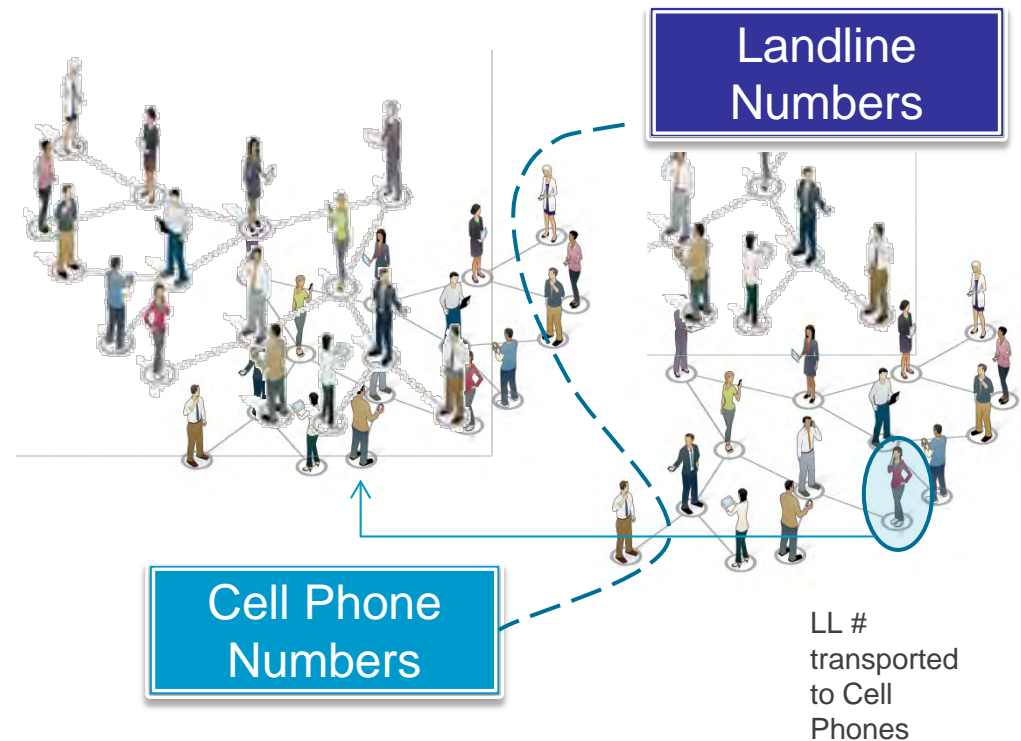 Landline
Numbers
Cell Phone
Numbers
LL #
transported
to Cell
Phones